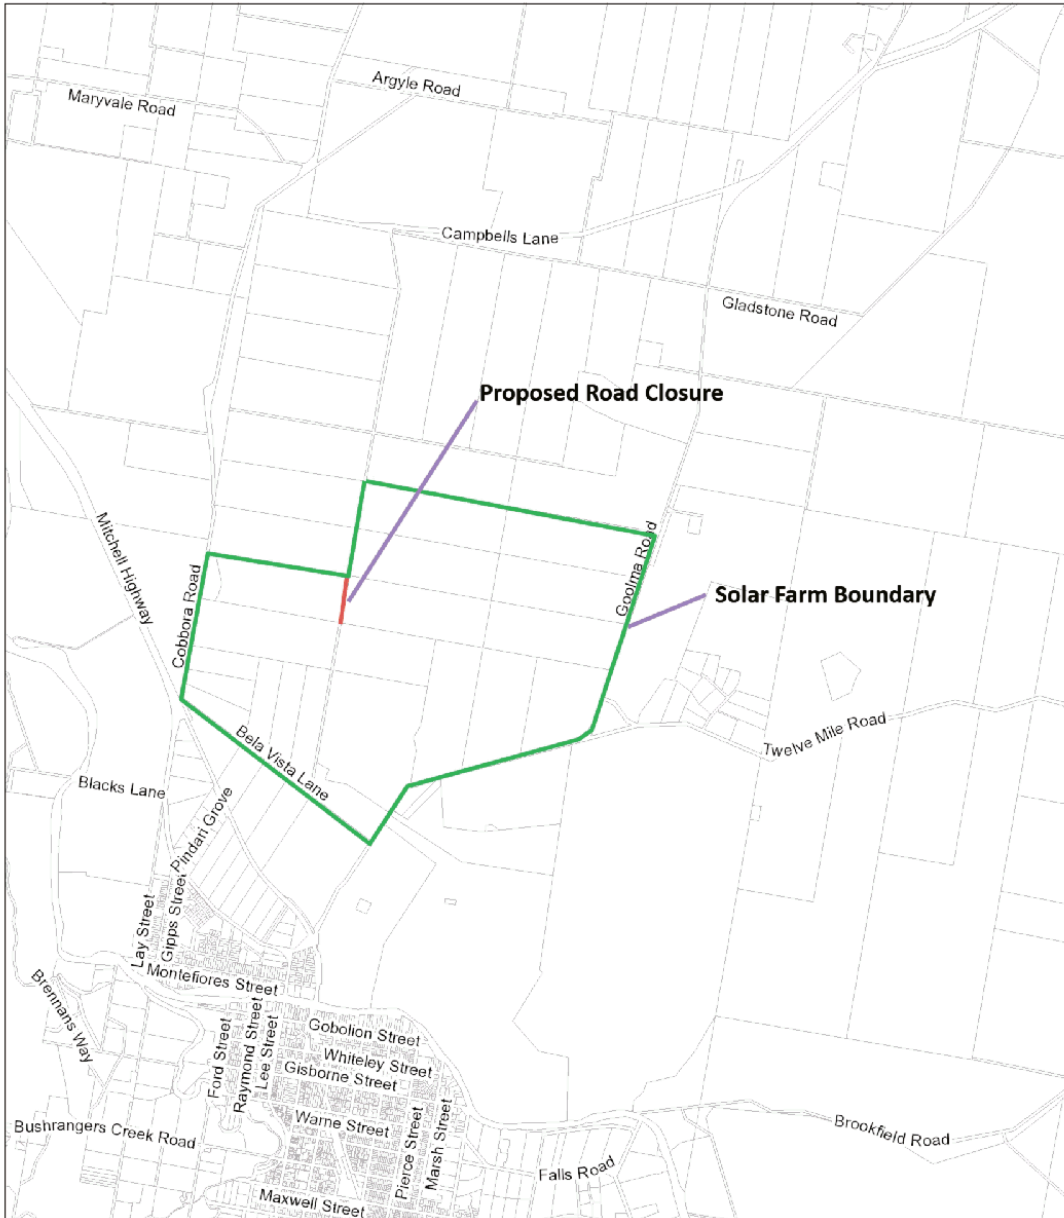 Argyle Road
Maryvale Road
Campbells Lane
Gladstone Road
Proposed Road Closure
Mitchell Highway
Goolma Road
Cobbora Road
Solar Farm Boundary
Twelve Mile Road
Bela Vista Lane
Blacks Lane
Pindari Grove
Lay Street
Gipps Street
Montefiores Street
Brennans Way
Ford Street
Raymond Street
Lee Street
Gobolion Street
Whiteley Street
Gisborne Street
Warne Street
Pierce Street
Marsh Street
Bushrangers Creek Road
Brookfield Road
Falls Road
Maxwell Street